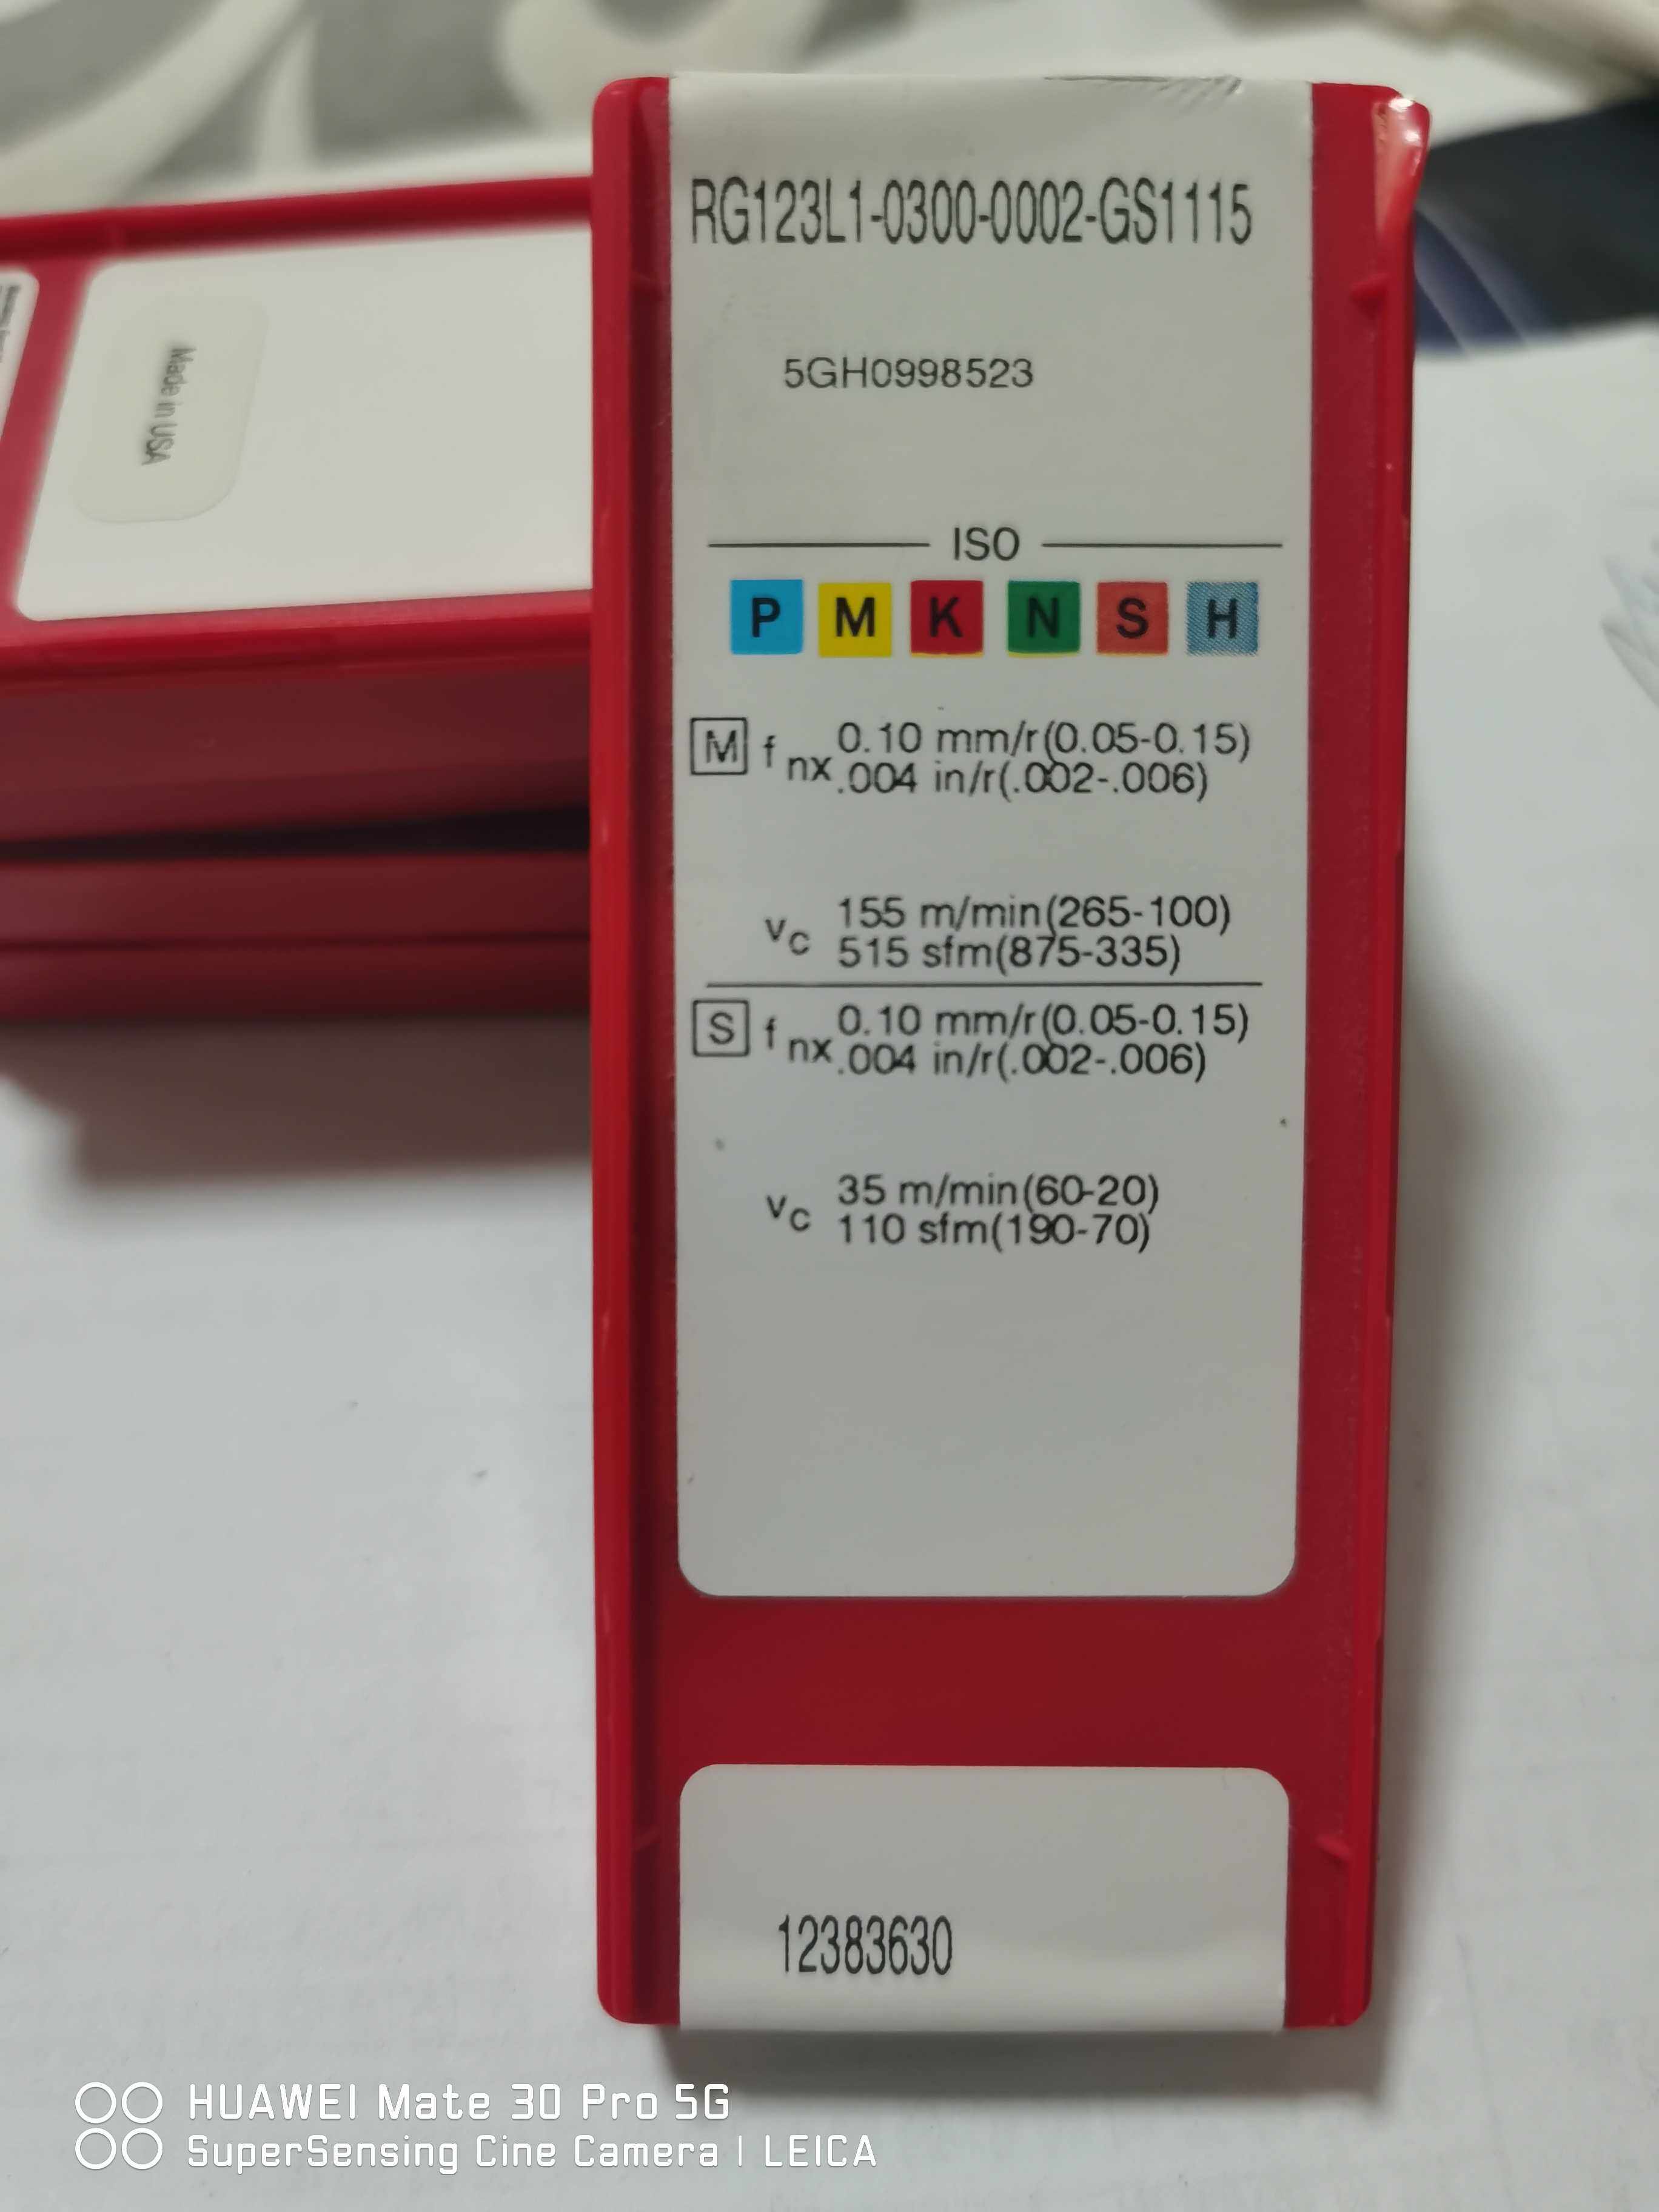 RG123L1-0300-0002-GS1115
5GH0998523
ISO
P M K N S H
M f nx 0.10 mm/r(0.05-0.15)
.004 in/r(.002-.006)
vc 155 m/min(265-100)
515 sfm(875-335)
S f nx 0.10 mm/r(0.05-0.15)
.004 in/r(.002-.006)
vc 35 m/min(60-20)
110 sfm(190-70)
12383630
Made in USA
HUAWEI Mate 30 Pro 5G
SuperSensing Cine Camera | LEICA